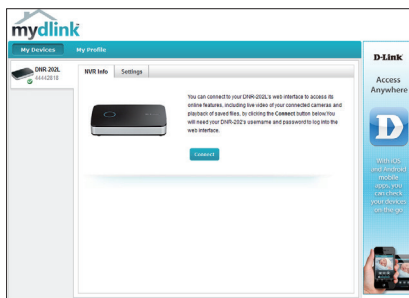 mydlink
My Devices
My Profile
DNR 202L
44442818
NVR Info
Settings
You can connect to your DNR-202L's web interface to access its
online features, including live video of your connected cameras and
playback of saved files, by clicking the Connect button below.You
will need your DNR-202's username and password to log into the
web interface.
Connect
D-Link
Access
Anywhere
D
With iOS
and Android
mobile
apps, you
can check
your devices
on-the-go